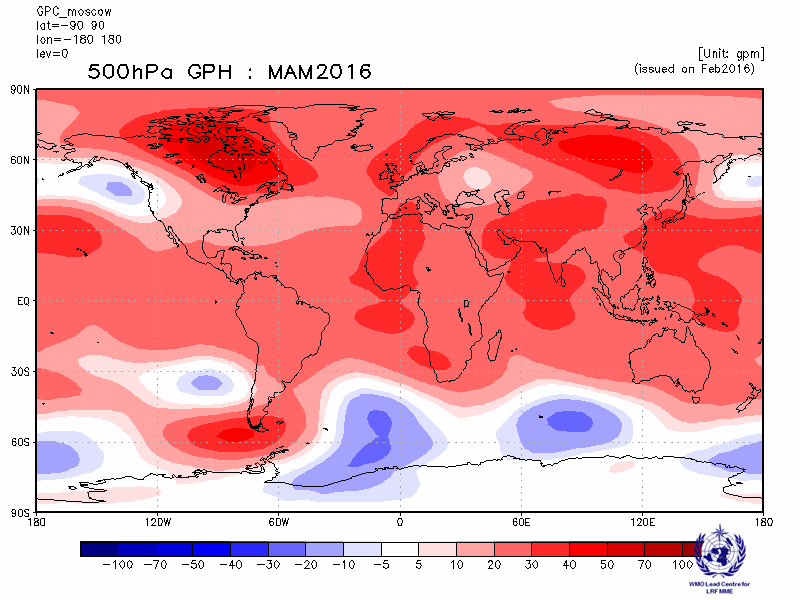 GPC_moscow
lat=-90 90
lon=-180 180
lev=0
[Unit: gpm]
500hPa GPH : MAM2016
(issued on Feb2016)
90N
60N
30N
EQ
30S
60S
90S
180 120W 60W 0 60E 120E 180
-100 -70 -50 -40 -30 -20 -10 -5 5 10 20 30 40 50 70 100
WMO Lead Centre for
LRF MME